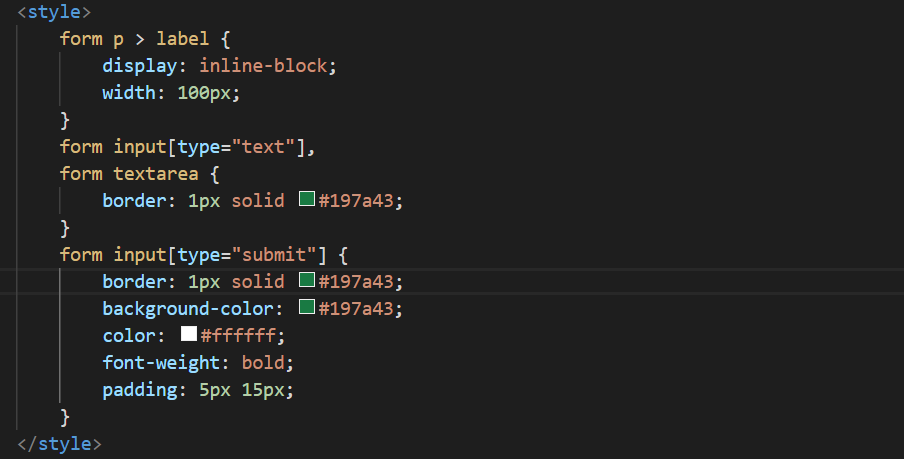 <style>
form p > label {
display: inline-block;
width: 100px;
}
form input[type="text"],
form textarea {
border: 1px solid #197a43;
}
form input[type="submit"] {
border: 1px solid #197a43;
background-color: #197a43;
color: #ffffff;
font-weight: bold;
padding: 5px 15px;
}
</style>